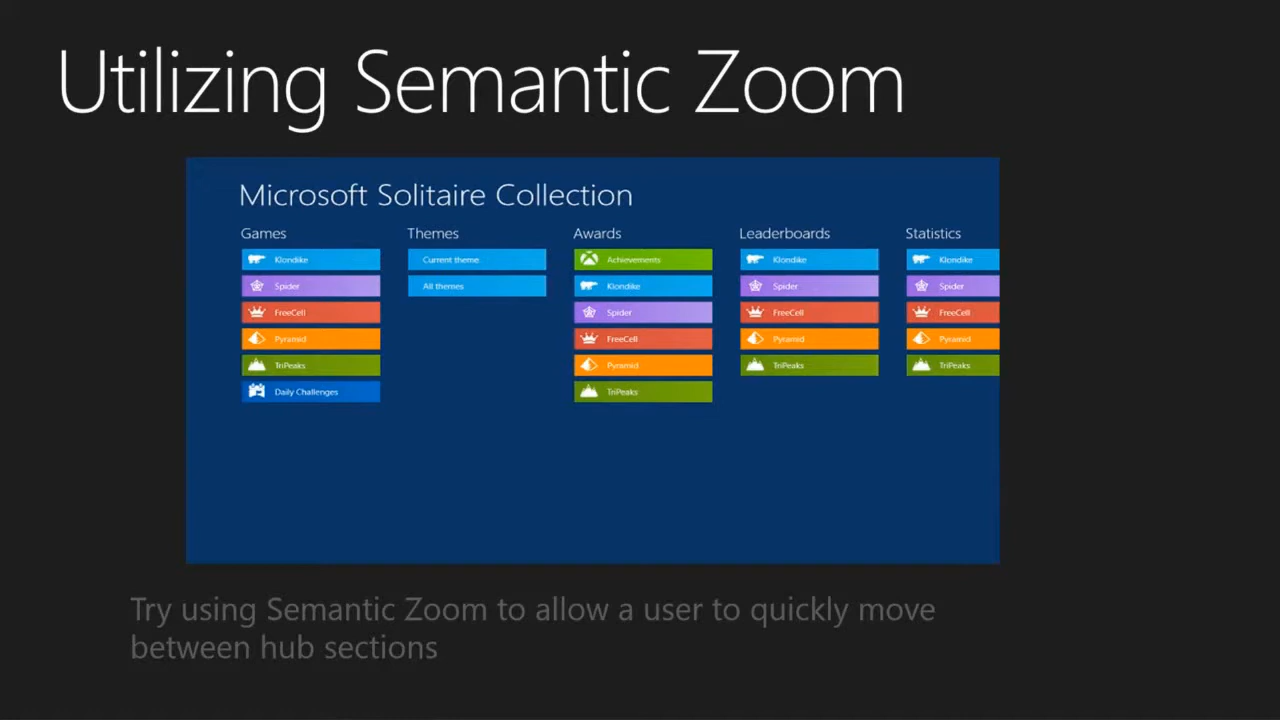 Utilizing Semantic Zoom
Microsoft Solitaire Collection
Games
Klondike
Spider
FreeCell
Pyramid
TriPeaks
Daily Challenges
Themes
Current theme
All themes
Awards
Achievements
Klondike
Spider
FreeCell
Pyramid
TriPeaks
Leaderboards
Klondike
Spider
FreeCell
Pyramid
TriPeaks
Statistics
Klondike
Spider
FreeCell
Pyramid
TriPeaks
Try using Semantic Zoom to allow a user to quickly move
between hub sections